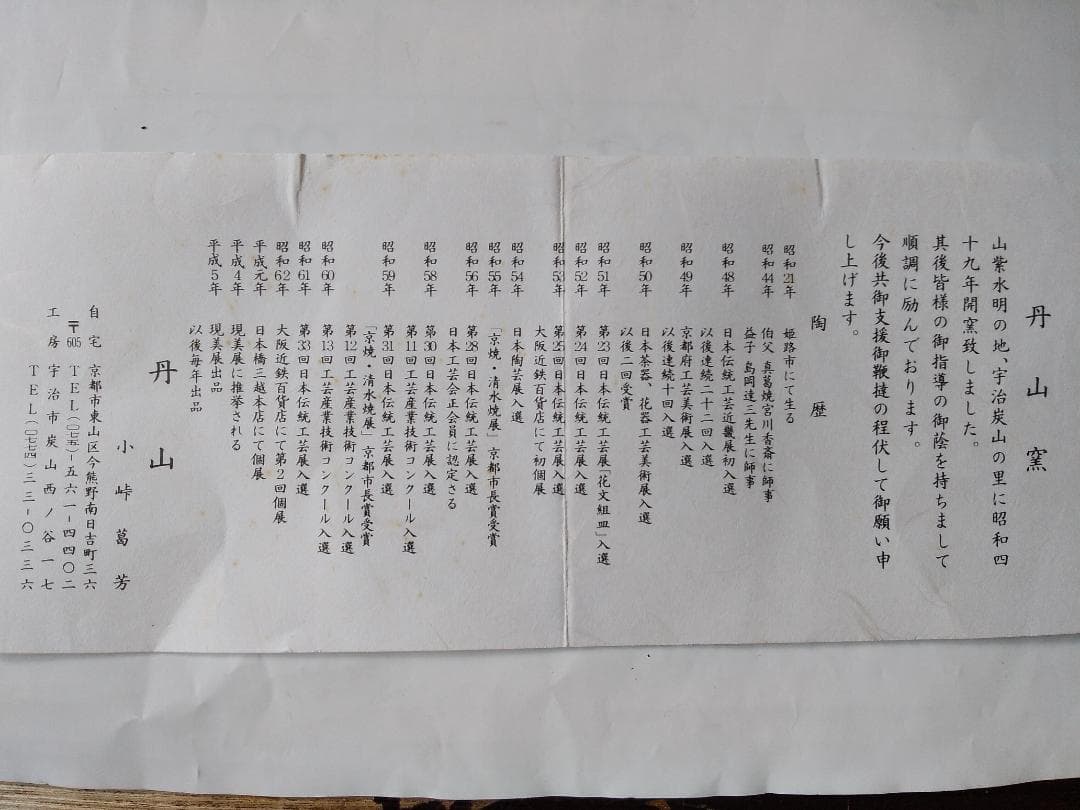 丹山窯
山紫水明の地、宇治炭山の里に昭和四
十九年開窯致しました。
其後皆様の御指導の御陰を持ちまして
順調に励んでおります。
今後共御支援御鞭撻の程伏して御願い申
し上げます。
陶歴
昭和21年 姫路市にて生る
昭和44年 伯父、真葛焼宮川香斎に師事
益子 島岡達三先生に師事
昭和48年 日本伝統工芸近畿展初入選
以後連続二十二回入選
昭和49年 京都府工芸美術展入選
以後連続十回入選
昭和50年 日本茶器、花器工芸美術展入選
以後二回受賞
昭和51年 第23回日本伝統工芸展「花文組皿」入選
昭和52年 第24回日本伝統工芸展入選
昭和53年 第25回日本伝統工芸展入選
大阪近鉄百貨店にて初個展
昭和54年 日本陶芸展入選
昭和55年 「京焼・清水焼展」京都市長賞受賞
昭和56年 第28回日本伝統工芸展入選
日本工芸会正会員に認定さる
昭和58年 第30回日本伝統工芸展入選
第11回工芸産業技術コンクール入選
昭和59年 第31回日本伝統工芸展入選
「京焼・清水焼展」京都市長賞受賞
第12回工芸産業技術コンクール入選
昭和60年 第13回工芸産業技術コンクール入選
昭和61年 第33回日本伝統工芸展入選
昭和62年 大阪近鉄百貨店にて第2回個展
平成元年 日本橋三越本店にて個展
平成4年 現美展に推挙される
平成5年 現美展出品
以後毎年出品
丹山
小峠葛芳
自宅 京都市東山区今熊野南日吉町三六
〒605 TEL(〇七五)-五六一-四四〇二
工房 宇治市炭山西ノ谷一七
TEL(〇七七四)三三-〇三三六